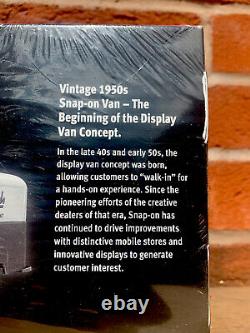 Vintage 1950s
Snap-on Van – The
Beginning of the Display
Van Concept.
In the late 40s and early 50s, the
display van concept was born,
allowing customers to “walk-in” for
a hands-on experience. Since the
pioneering efforts of the creative
dealers of that era, Snap-on has
continued to drive improvements
with distinctive mobile stores and
innovative displays to generate
customer interest.